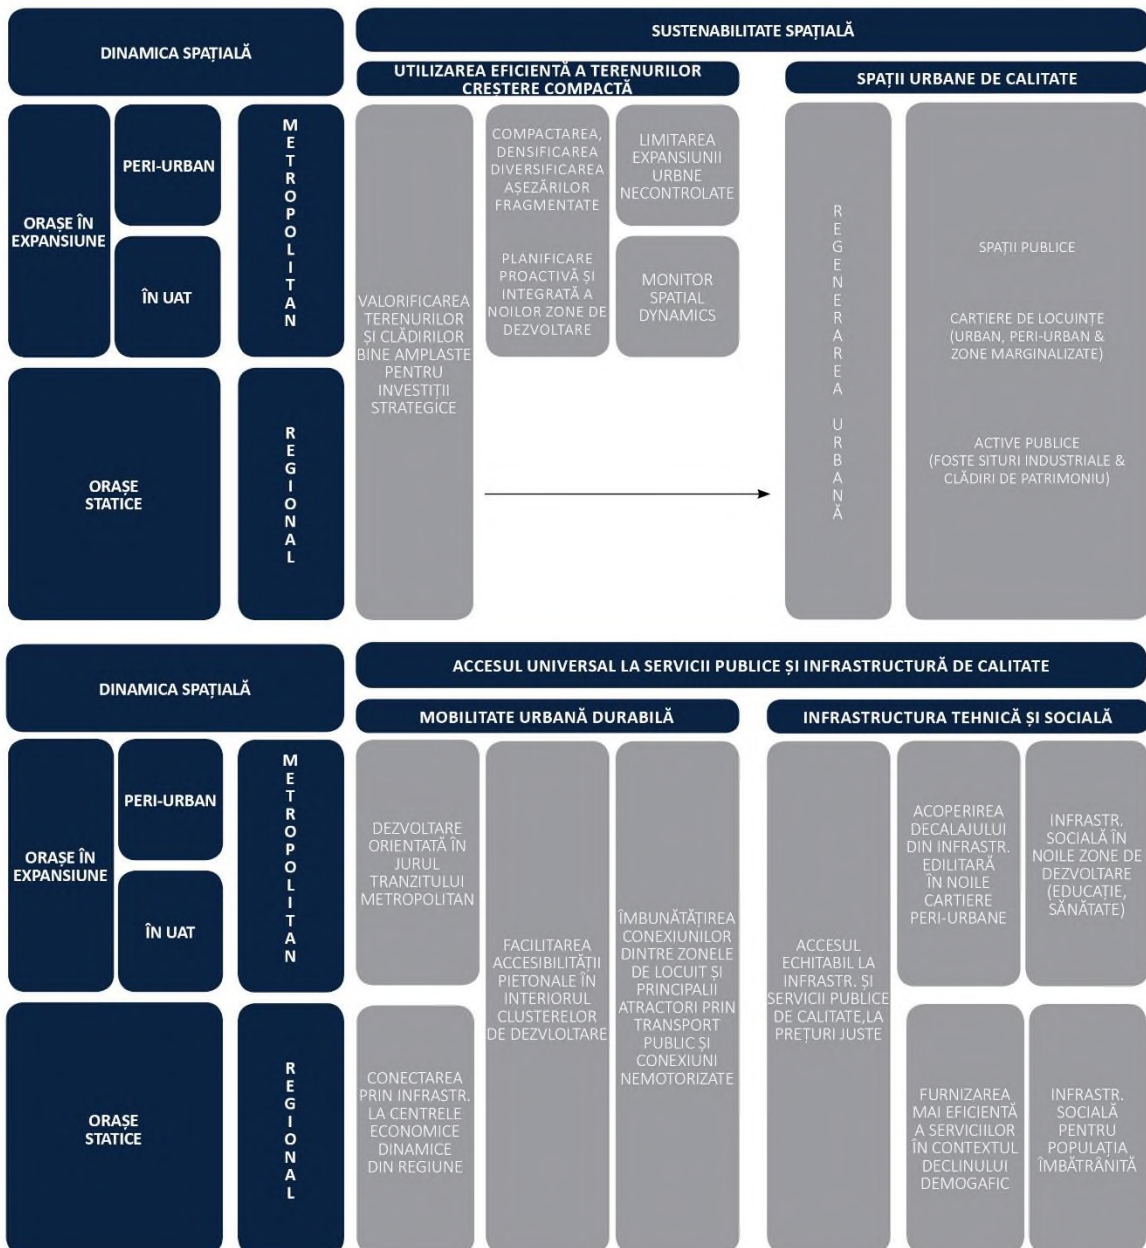 DINAMICA SPAȚIALĂ
SUSTENABILITATE SPAȚIALĂ
UTILIZAREA EFICIENTĂ A TERENURILOR
CREȘTERE COMPACTĂ
SPAȚII URBANE DE CALITATE
ORAȘE ÎN
EXPANSIUNE
PERI-URBAN
ÎN UAT
METROPOLITAN
ORAȘE
STATICE
REGIONAL
VALORIFICAREA
TERENURILOR
ȘI CLĂDIRILOR
BINE AMPLASTE
PENTRU
INVESTIȚII
STRATEGICE
COMPACTAREA,
DENSIFICAREA
DIVERSIFICAREA
AȘEZĂRILOR
FRAGMENTATE
PLANIFICARE
PROACTIVĂ ȘI
INTEGRATĂ A
NOILOR ZONE DE
DEZVOLTARE
LIMITAREA
EXPANSIUNII
URBNE
NECONTROLATE
MONITOR
SPATIAL
DYNAMICS
REGENERAREA URBANĂ
SPAȚII PUBLICE
CARTIERE DE LOCUINȚE
(URBAN, PERI-URBAN &
ZONE MARGINALIZATE)
ACTIVE PUBLICE
(FOSTE SITURI INDUSTRIALE &
CLĂDIRI DE PATRIMONIU)
DINAMICA SPAȚIALĂ
ACCESUL UNIVERSAL LA SERVICII PUBLICE ȘI INFRASTRUCTURĂ DE CALITATE
MOBILITATE URBANĂ DURABILĂ
INFRASTRUCTURA TEHNICĂ ȘI SOCIALĂ
ORAȘE ÎN
EXPANSIUNE
PERI-URBAN
ÎN UAT
METROPOLITAN
ORAȘE
STATICE
REGIONAL
DEZVOLTARE
ORIENTATĂ ÎN
JURUL
TRANZITULUI
METROPOLITAN
CONECTAREA
PRIN INFRASTR.
LA CENTRELE
ECONOMICE
DINAMICE
DIN REGIUNE
FACILITAREA
ACCESIBILITĂȚII
PIETONALE ÎN
INTERIORUL
CLUSTERELOR
DE DEZVLOLTARE
ÎMBUNĂTĂȚIREA
CONEXIUNILOR
DINTRE ZONELE
DE LOCUIT ȘI
PRINCIPALII
ATRACTORI PRIN
TRANSPORT
PUBLIC ȘI
CONEXIUNI
NEMOTORIZATE
ACCESUL
ECHITABIL LA
INFRASTR. ȘI
SERVICII PUBLICE
DE CALITATE,LA
PREȚURI JUSTE
ACOPERIREA
DECALAJULUI
DIN INFRASTR.
EDILITARĂ
ÎN NOILE
CARTIERE
PERI-URBANE
INFRASTR.
SOCIALĂ ÎN
NOILE ZONE DE
DEZVOLTARE
(EDUCAȚIE,
SĂNĂTATE)
FURNIZAREA
MAI EFICIENTĂ
A SERVICIILOR
ÎN CONTEXTUL
DECLINULUI
DEMOGAFIC
INFRASTR.
SOCIALĂ
PENTRU
POPULAȚIA
ÎMBĂTRÂNITĂ